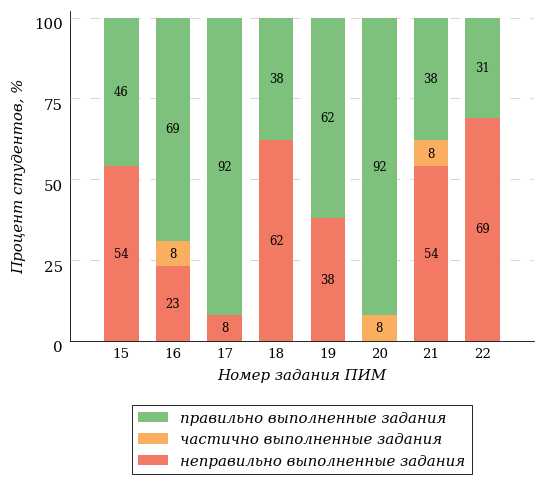 Процент студентов, %
100
75
50
25
0
46 69 92 38 62 92 38 31
54 8 23 8 62 38 8 8 54 69
15 16 17 18 19 20 21 22
Номер задания ПИМ
правильно выполненные задания
частично выполненные задания
неправильно выполненные задания